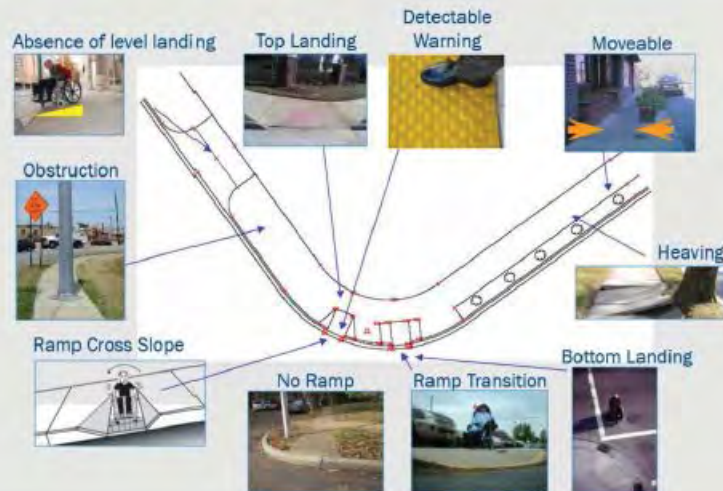 Absence of level landing
Top Landing
Detectable
Warning
Moveable
Obstruction
Heaving
Ramp Cross Slope
No Ramp
Ramp Transition
Bottom Landing